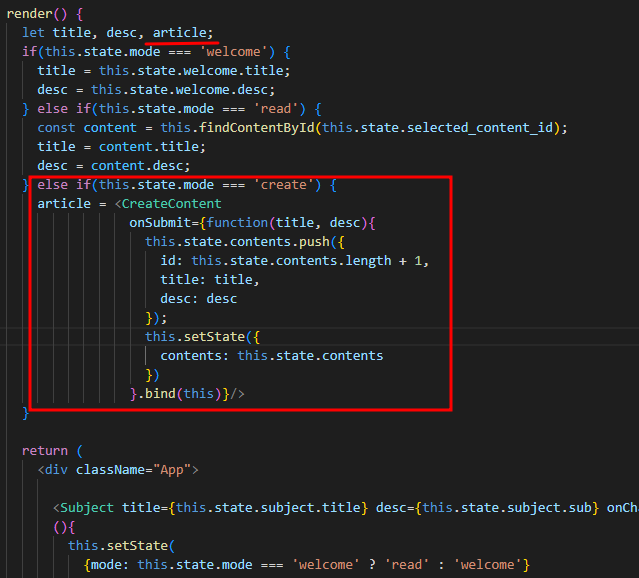 render() {
let title, desc, article;
if(this.state.mode === 'welcome') {
title = this.state.welcome.title;
desc = this.state.welcome.desc;
} else if(this.state.mode === 'read') {
const content = this.findContentById(this.state.selected_content_id);
title = content.title;
desc = content.desc;
} else if(this.state.mode === 'create') {
article = <CreateContent
onSubmit={function(title, desc){
this.state.contents.push({
id: this.state.contents.length + 1,
title: title,
desc: desc
});
this.setState({
contents: this.state.contents
})
}.bind(this)}/>
}
return (
<div className="App">
<Subject title={this.state.subject.title} desc={this.state.subject.sub} onCh
(){
this.setState(
{mode: this.state.mode === 'welcome' ? 'read' : 'welcome'}